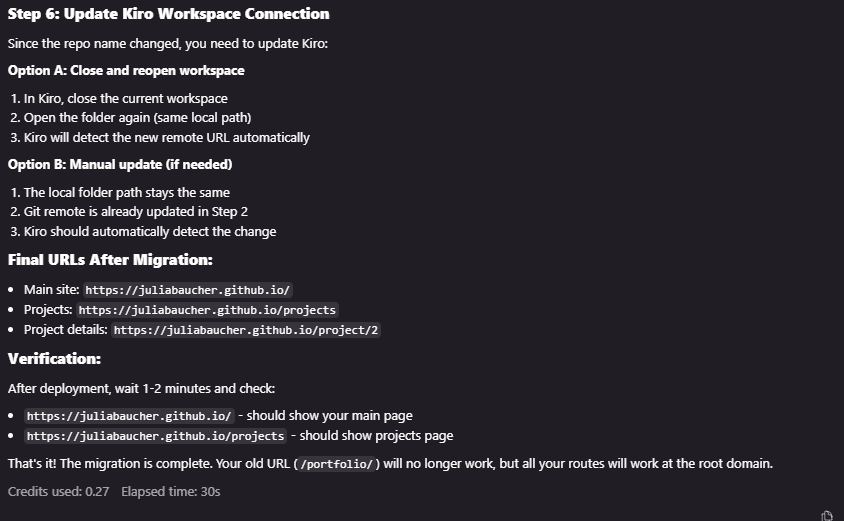 Step 6: Update Kiro Workspace Connection
Since the repo name changed, you need to update Kiro:
Option A: Close and reopen workspace
1. In Kiro, close the current workspace
2. Open the folder again (same local path)
3. Kiro will detect the new remote URL automatically
Option B: Manual update (if needed)
1. The local folder path stays the same
2. Git remote is already updated in Step 2
3. Kiro should automatically detect the change
Final URLs After Migration:
• Main site: https://juliabaucher.github.io/
• Projects: https://juliabaucher.github.io/projects
• Project details: https://juliabaucher.github.io/project/2
Verification:
After deployment, wait 1-2 minutes and check:
• https://juliabaucher.github.io/ - should show your main page
• https://juliabaucher.github.io/projects - should show projects page
That's it! The migration is complete. Your old URL (/portfolio/) will no longer work, but all your routes will work at the root domain.
Credits used: 0.27 Elapsed time: 30s